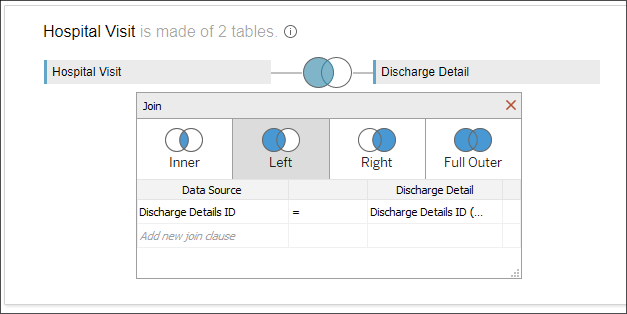 Hospital Visit is made of 2 tables.
Hospital Visit Discharge Detail
Join
Inner Left Right Full Outer
Data Source Discharge Detail
Discharge Details ID = Discharge Details ID (...
Add new join clause